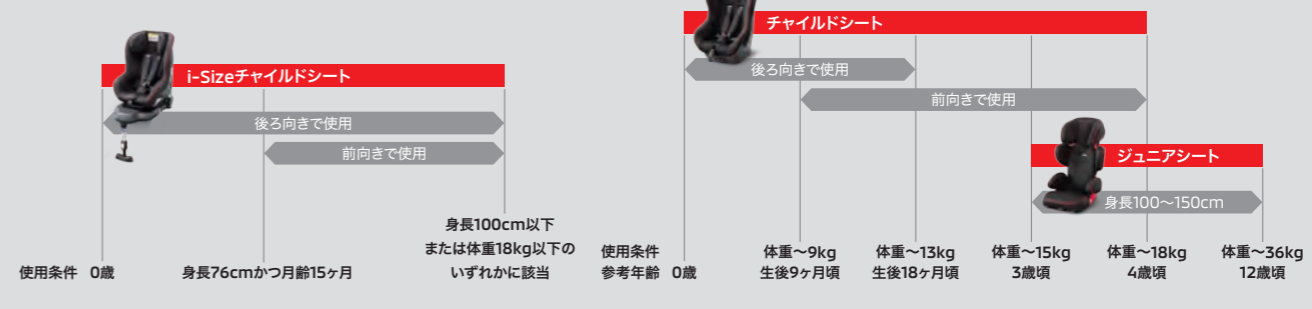 i-Sizeチャイルドシート
後ろ向きで使用
前向きで使用
使用条件 0歳
身長76cmかつ月齢15ヶ月
身長100cm以下
または体重18kg以下の
いずれかに該当
チャイルドシート
後ろ向きで使用
前向きで使用
ジュニアシート
身長100〜150cm
使用条件
参考年齢 0歳
体重〜9kg
生後9ヶ月頃
体重〜13kg
生後18ヶ月頃
体重〜15kg
3歳頃
体重〜18kg
4歳頃
体重〜36kg
12歳頃